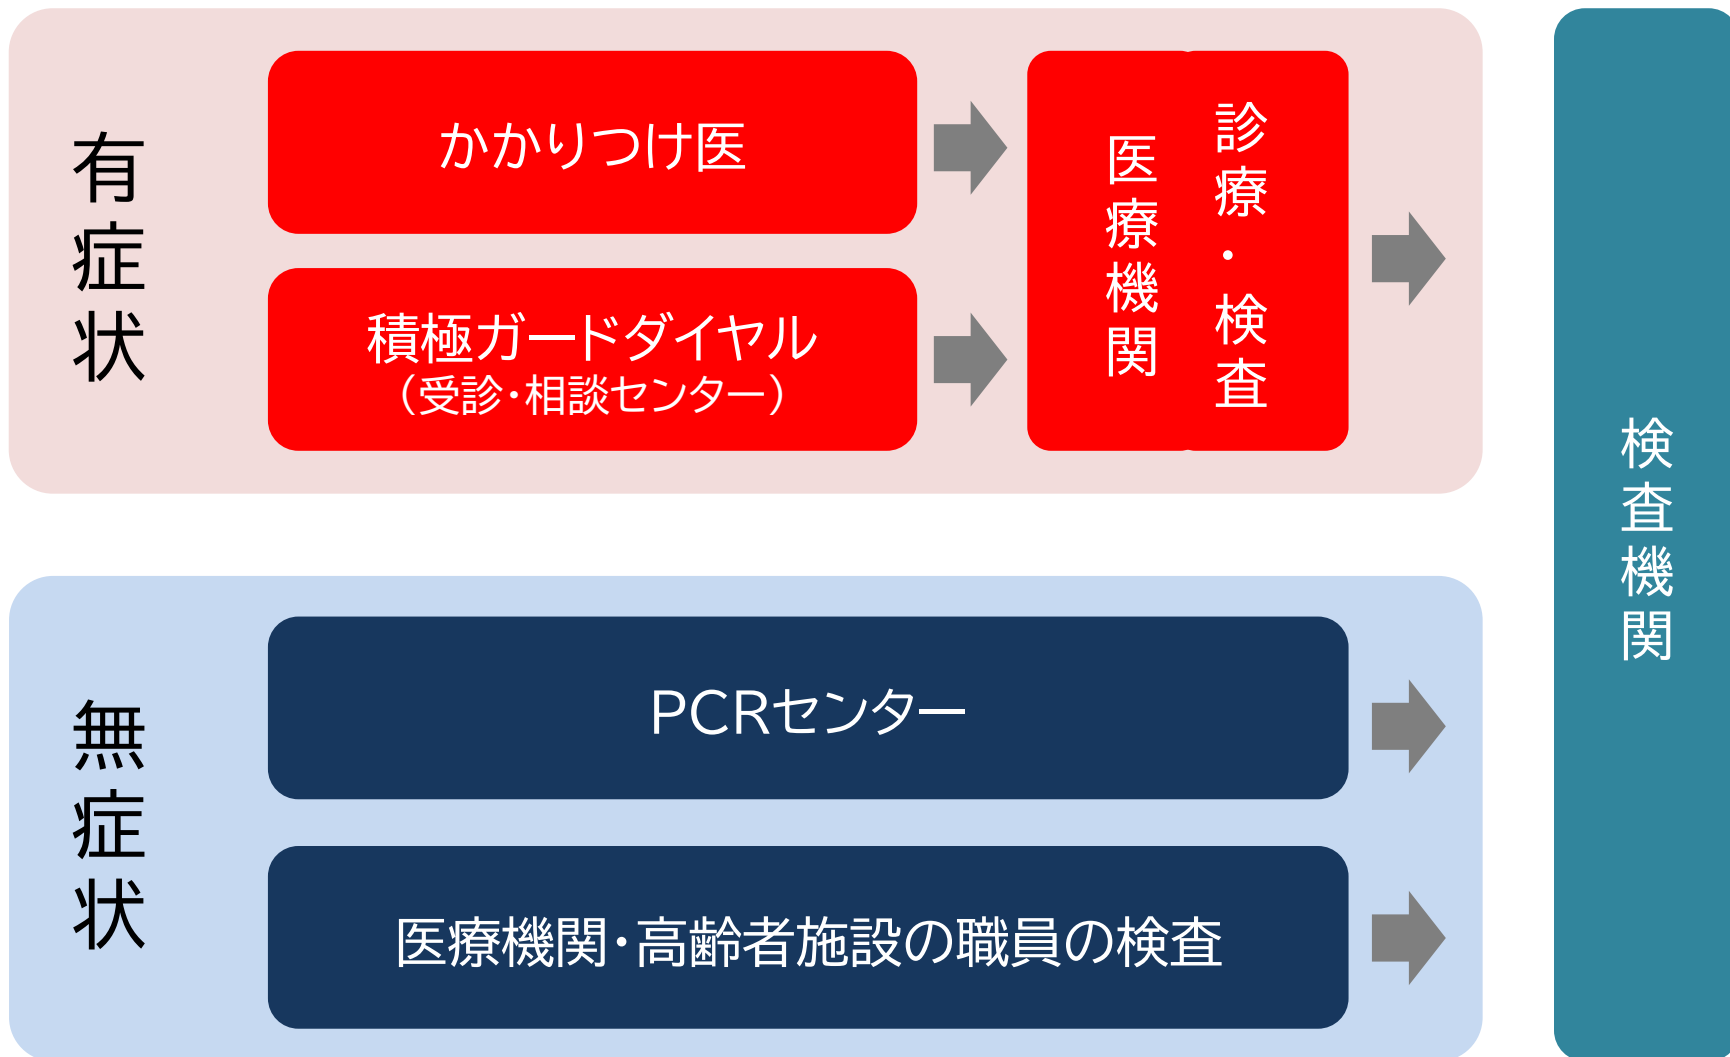 有症状
かかりつけ医
積極ガードダイヤル
（受診・相談センター）
診療・検査
医療機関
無症状
PCRセンター
医療機関・高齢者施設の職員の検査
検査機関